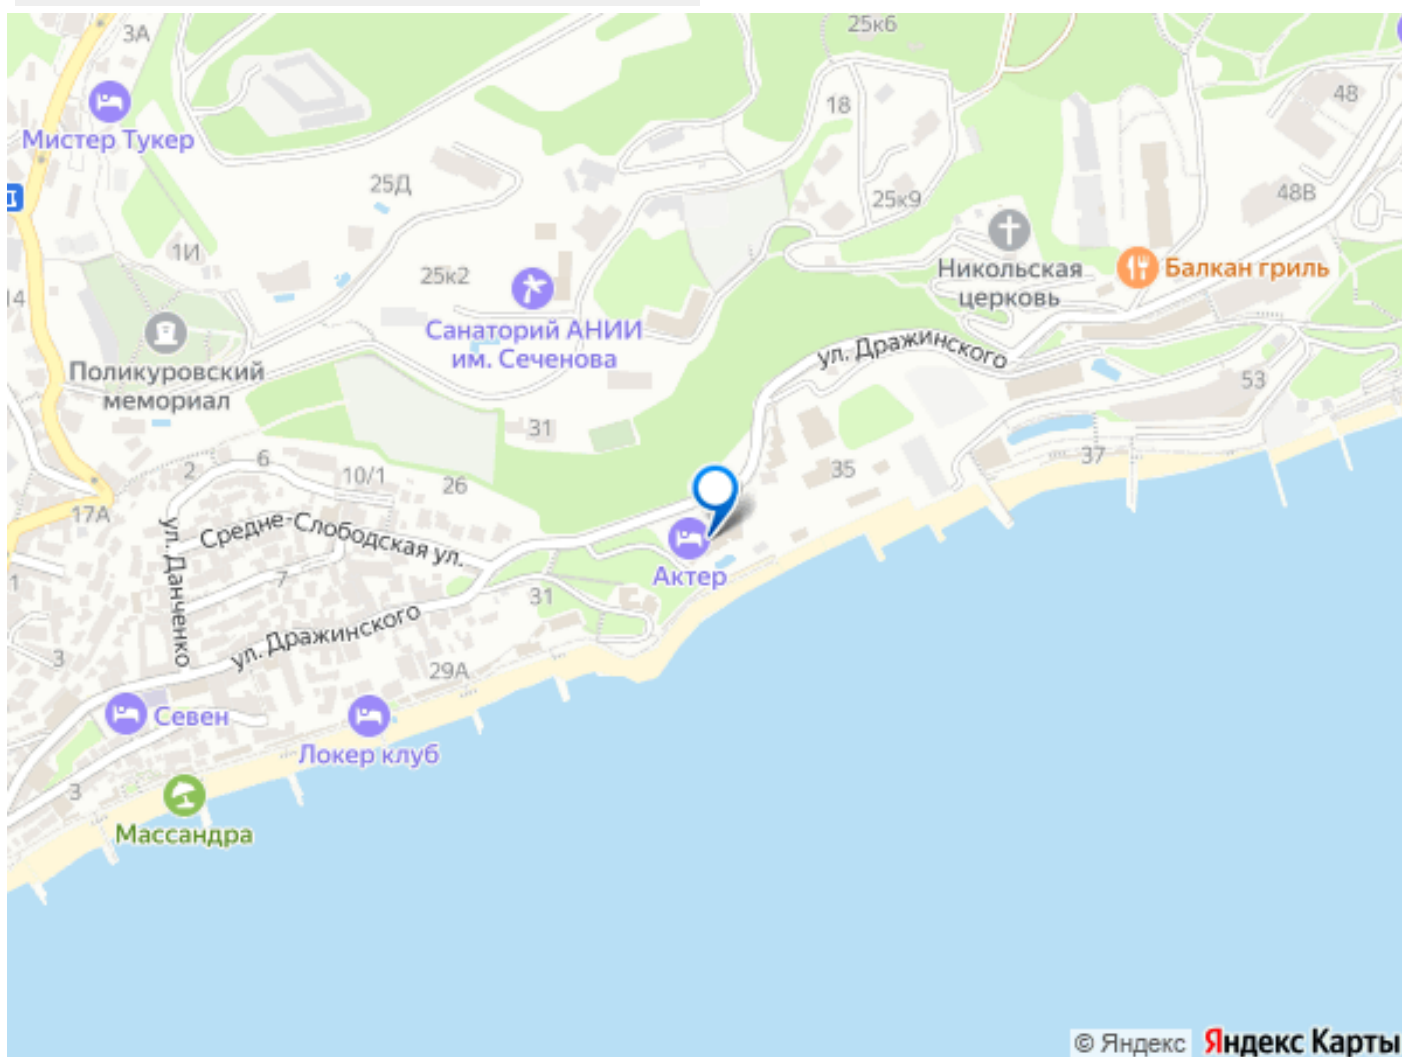 3А
25к6
Мистер Тукер
18
48
25Д
25к9
48В
1И
25к2
Никольская
церковь
Балкан гриль
14
Санаторий АНИИ
им. Сеченова
ул. Дражинского
Поликуровский
мемориал
53
31
2
6
10/1
26
35
37
17А
ул. Данченко
Средне-Слободская ул.
1
7
Актер
31
ул. Дражинского
3
29А
Севен
Локер клуб
3
Массандра
© Яндекс Яндекс Карты